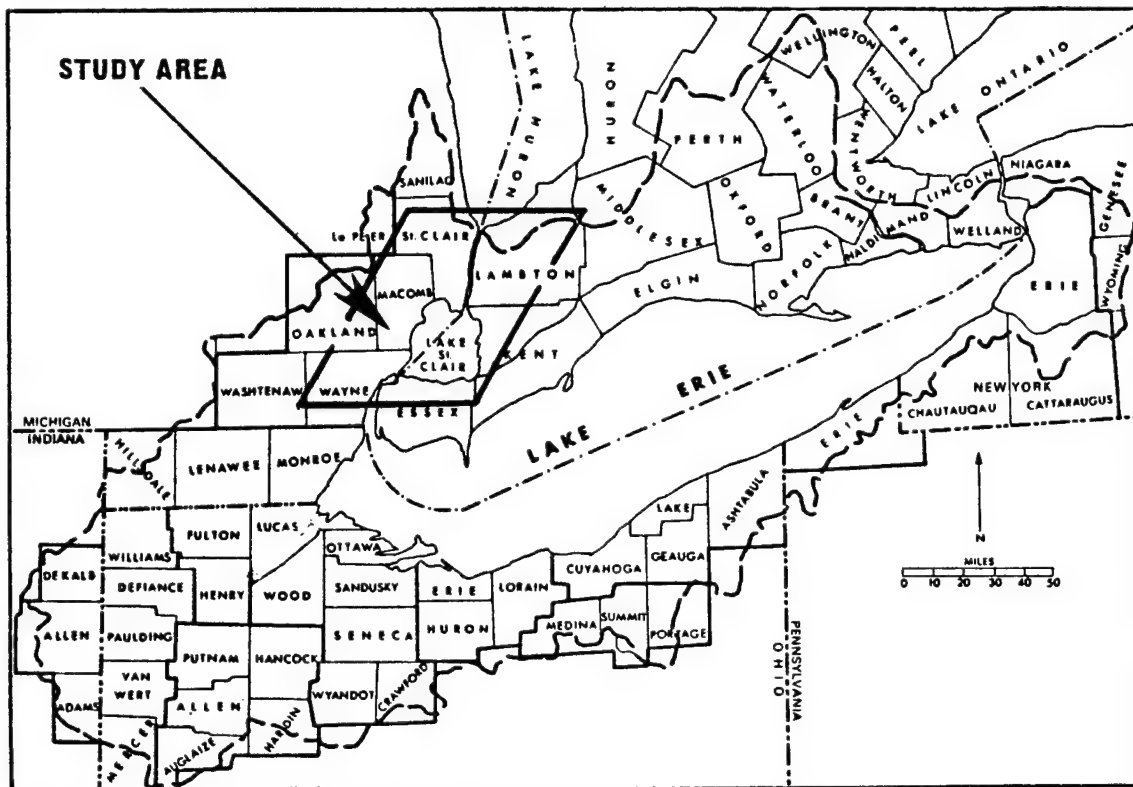 STUDY AREA
LAKE HURON
HURON
WELLINGTON
PEEL
HALTON
LAKE ONTARIO
WATERLOO
WENTWORTH
PERTH
SANILAC
MIDDLESEX
OXFORD
BRANT
LINCOLN
NIAGARA
GENESEE
La PEER
St. CLAIR
HALDIMAND
WELLAND
LAMBTON
NORFOLK
ELGIN
WYOMING
MACOMB
ERIE
OAKLAND
LAKE
St.
CLAIR
KENT
WASHTENAW
WAYNE
ESSEX
LAKE ERIE
NEW YORK
CHAUTAUQAU
CATTARAUGUS
MICHIGAN
INDIANA
ERIE
HILLSDALE
LENAWEE
MONROE
ASHTABULA
N
LAKE
FULTON
LUCAS
WILLIAMS
OTTAWA
GEAUGA
CUYAHOGA
MILES
0 10 20 30 40 50
DEKALB
DEFIANCE
HENRY
WOOD
SANDUSKY
ERIE
LORAIN
ALLEN
PAULDING
SENECA
HURON
MEDINA
SUMMIT
PORTAGE
PUTNAM
HANCOCK
PENNSYLVANIA
OHIO
VAN
WERT
WYANDOT
CRAWFORD
ADAMS
ALLEN
HARDIN
MERCER
AUGLAIZE